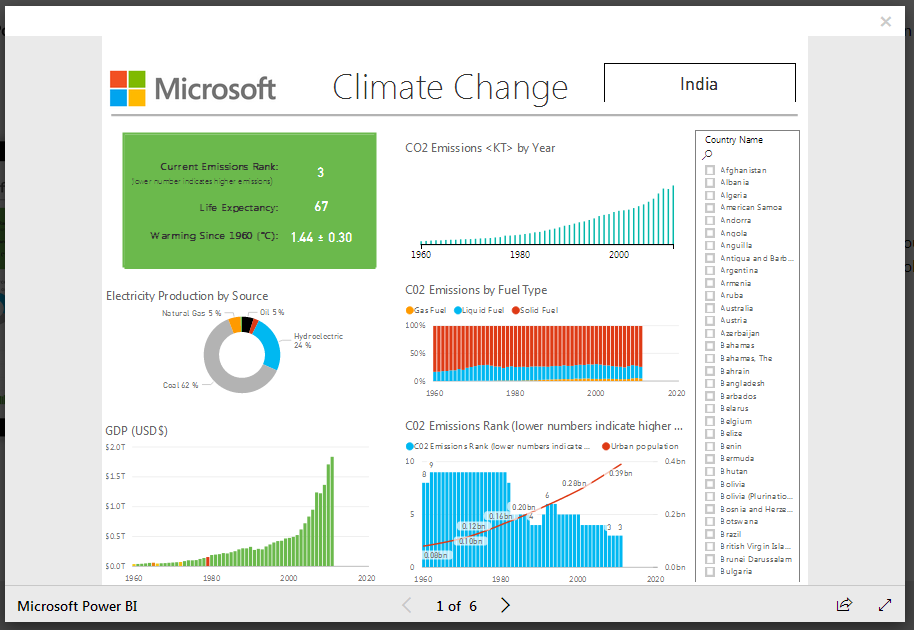 Microsoft
Climate Change
India
Current Emissions Rank:
(lower number indicates higher emissions)
3
Life Expectancy:
67
Warming Since 1960 (°C):
1.44 ± 0.30
CO2 Emissions <KT> by Year
1960
1980
2000
Country Name
Afghanistan
Albania
Algeria
American Samoa
Andorra
Angola
Anguilla
Antigua and Barb...
Argentina
Armenia
Aruba
Australia
Austria
Azerbaijan
Bahamas
Bahamas, The
Bahrain
Bangladesh
Barbados
Belarus
Belgium
Belize
Benin
Bermuda
Bhutan
Bolivia
Bolivia (Plurinatio...
Bosnia and Herze...
Botswana
Brazil
British Virgin Isla...
Brunei Darussalam
Bulgaria
Electricity Production by Source
Natural Gas 5 %
Oil 5 %
Hydroelectric
24 %
Coal 62 %
C02 Emissions by Fuel Type
Gas Fuel Liquid Fuel Solid Fuel
100%
50%
0%
1960 1980 2000 2020
GDP (USD$)
$2.0T
$1.5T
$1.0T
$0.5T
$0.0T
1960 1980 2000 2020
C02 Emissions Rank (lower numbers indicate higher ...
C02 Emissions Rank (lower numbers indicate... Urban population
10
5
0
0.4bn
0.2bn
0.0bn
8
9
6
4
3
3
0.08bn
0.10bn
0.12bn
0.16bn
0.20bn
0.28bn
0.39bn
1960 1980 2000 2020
Microsoft Power BI
1 of 6